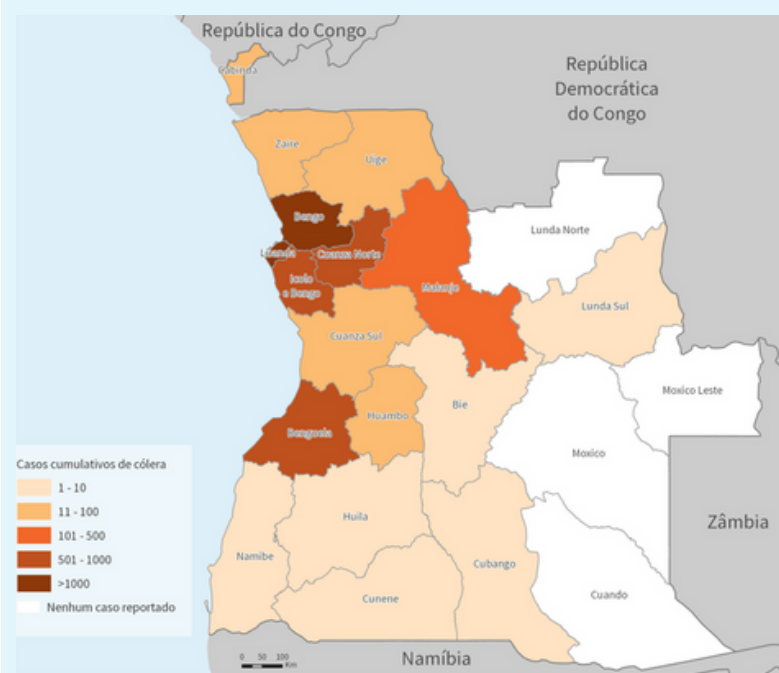 República do Congo
Cabinda
República
Democrática
do Congo
Zaire
Uige
Bengo
Lunda Norte
Luanda
Cuanza Norte
Icolo
e Bengo
Malanje
Lunda Sul
Cuanza Sul
Moxico Leste
Bie
Huambo
Benguela
Moxico
Casos cumulativos de cólera
1 - 10
11 - 100
101 - 500
501 - 1000
>1000
Nenhum caso reportado
Huila
Zâmbia
Namibe
Cubango
Cuando
Cunene
0 50 100
Km
Namíbia